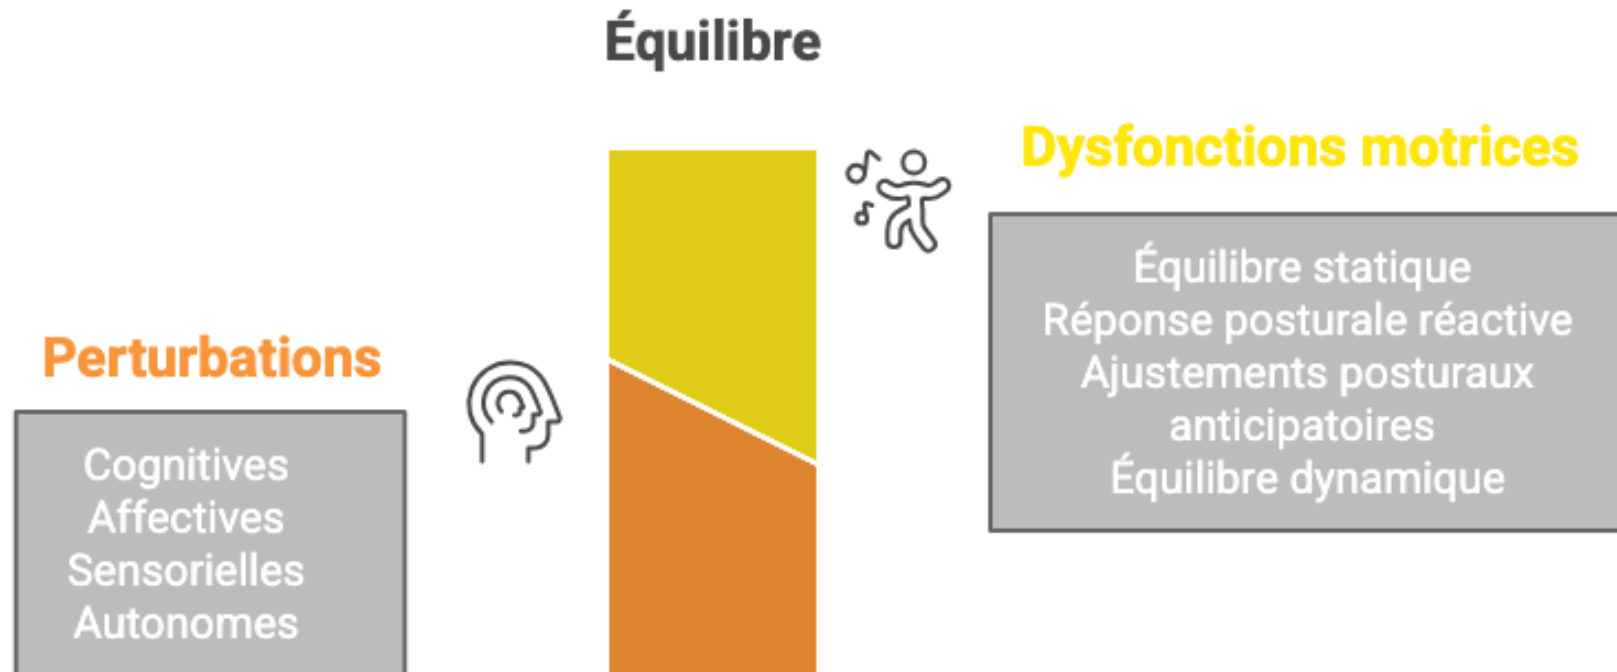 Équilibre
Dysfonctions motrices
Équilibre statique
Réponse posturale réactive
Ajustements posturaux
anticipatoires
Équilibre dynamique
Perturbations
Cognitives
Affectives
Sensorielles
Autonomes